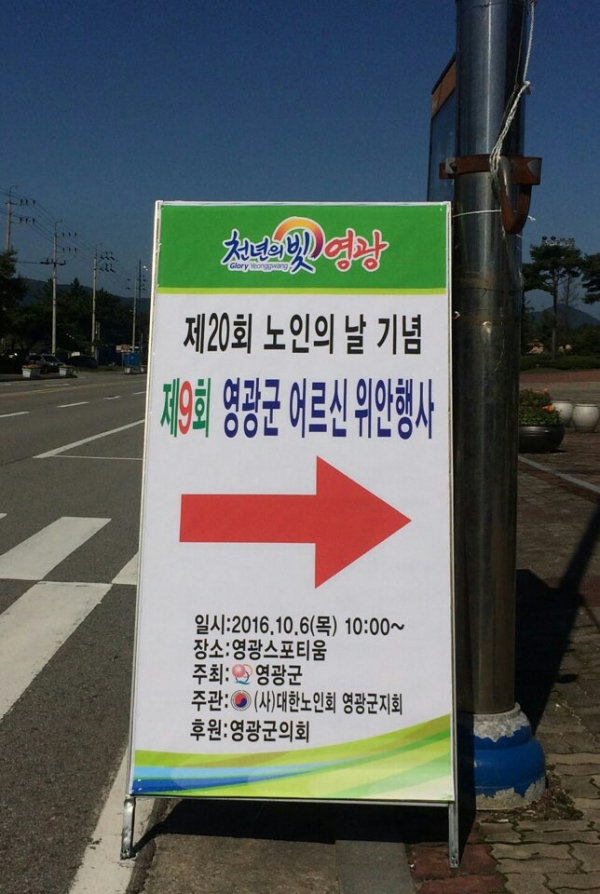 천년의 빛 영광
Glory Yeonggwang
제20회 노인의 날 기념
제9회 영광군 어르신 위안행사
일시:2016.10.6(목) 10:00~
장소:영광스포티움
주최: 영광군
주관: (사)대한노인회 영광군지회
후원:영광군의회